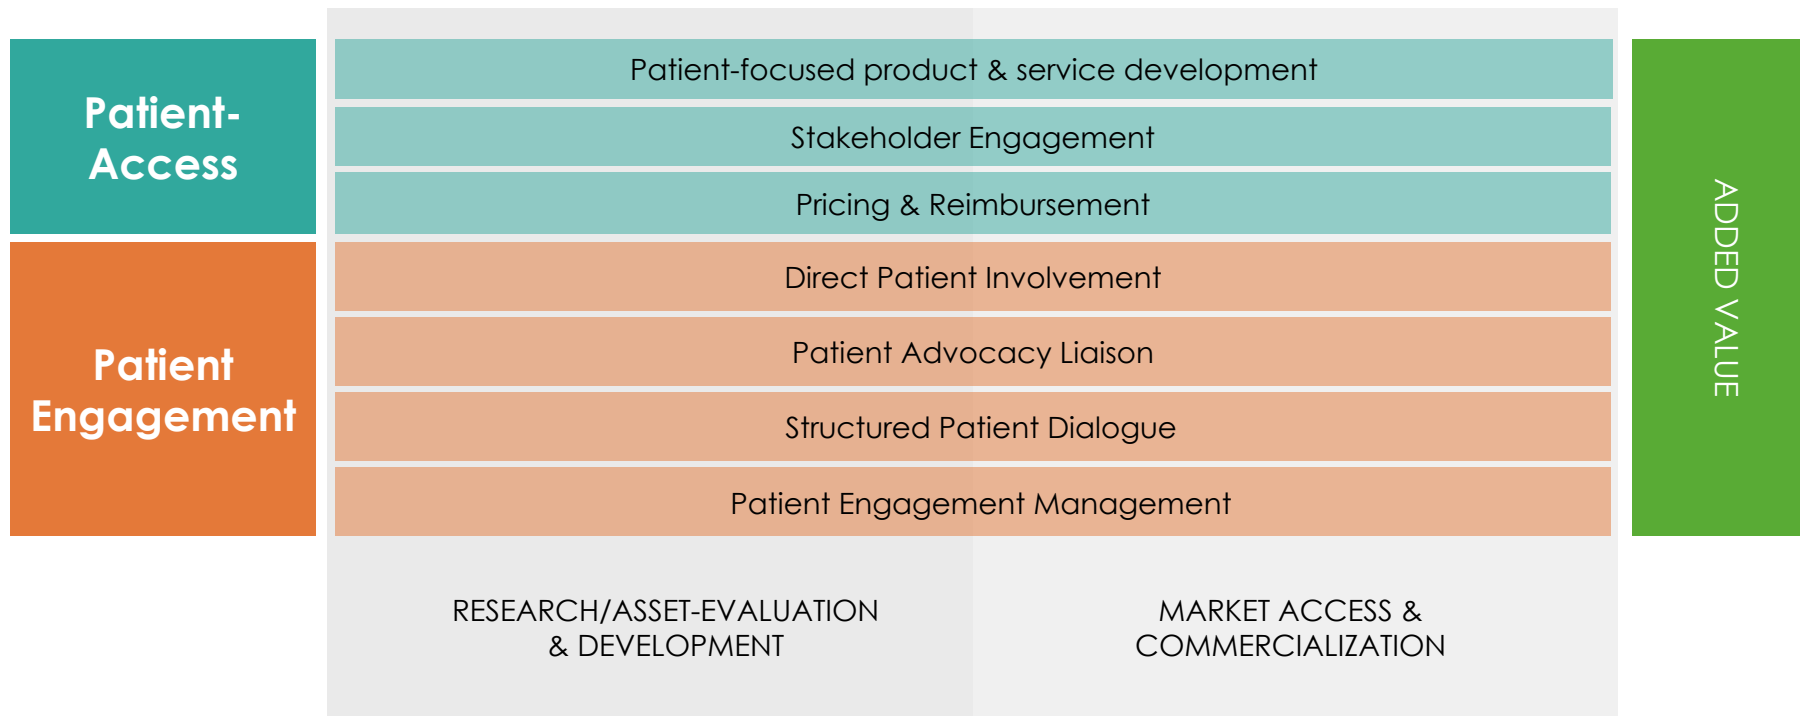 Patient-
Access
Patient-focused product & service development
Stakeholder Engagement
Pricing & Reimbursement
Patient
Engagement
Direct Patient Involvement
Patient Advocacy Liaison
Structured Patient Dialogue
Patient Engagement Management
ADDED VALUE
RESEARCH/ASSET-EVALUATION
& DEVELOPMENT
MARKET ACCESS &
COMMERCIALIZATION